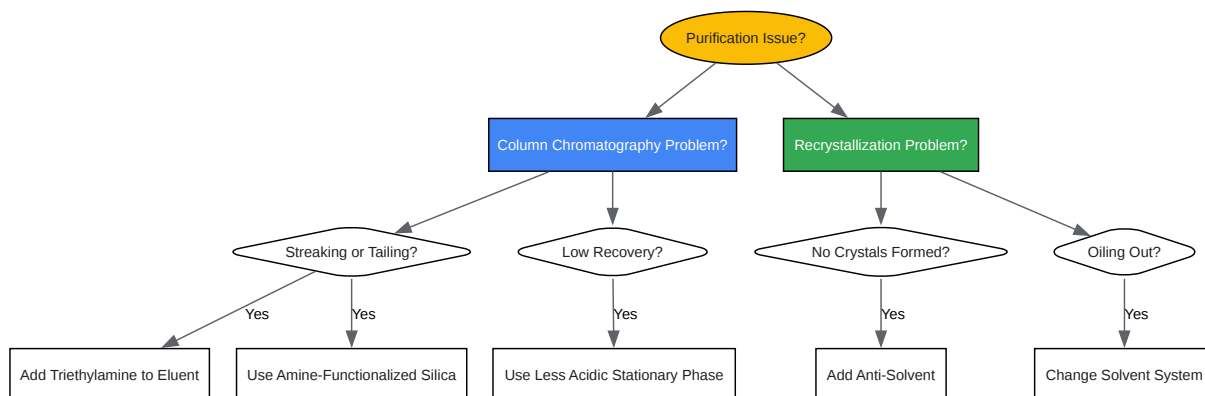 Purification Issue?
Column Chromatography Problem?
Recrystallization Problem?
Streaking or Tailing?
Low Recovery?
No Crystals Formed?
Oiling Out?
Yes
Yes
Yes
Yes
Yes
Add Triethylamine to Eluent
Use Amine-Functionalized Silica
Use Less Acidic Stationary Phase
Add Anti-Solvent
Change Solvent System